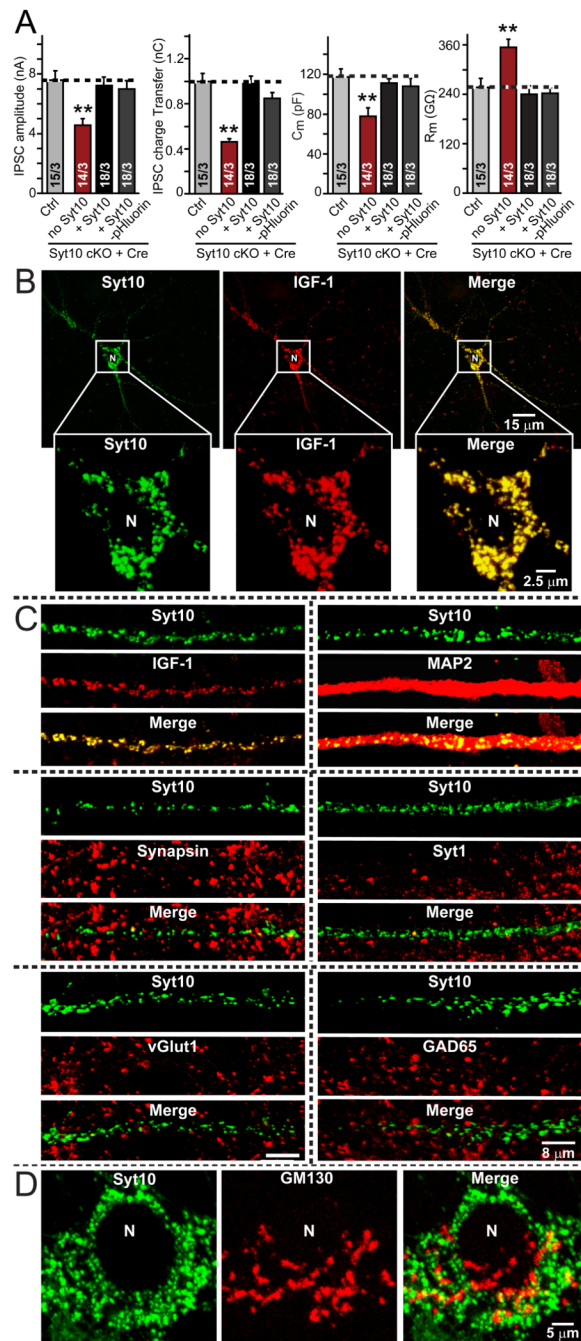 A
IPSC amplitude (nA)
12
8
4
0
15/3
14/3
18/3
18/3
Ctrl
no Syt10
+ Syt10
+ Syt10
-pHluorin
Syt10 cKO + Cre
IPSC charge Transfer (nC)
1.2
0.8
0.4
0
15/3
14/3
18/3
18/3
Ctrl
no Syt10
+ Syt10
+ Syt10
-pHluorin
Syt10 cKO + Cre
Cm (pF)
160
120
80
40
0
15/3
14/3
18/3
18/3
Ctrl
no Syt10
+ Syt10
+ Syt10
-pHluorin
Syt10 cKO + Cre
Rm (GΩ)
360
240
120
0
15/3
14/3
18/3
18/3
Ctrl
no Syt10
+ Syt10
+ Syt10
-pHluorin
Syt10 cKO + Cre
**
**
**
**
B
Syt10 IGF-1 Merge
N N N
15 μm
Syt10 IGF-1 Merge
N N N
2.5 μm
C
Syt10
IGF-1
Merge
Syt10
MAP2
Merge
Syt10
Synapsin
Merge
Syt10
Syt1
Merge
Syt10
vGlut1
Merge
Syt10
GAD65
Merge
8 μm
D
Syt10 GM130 Merge
N N N
5 μm